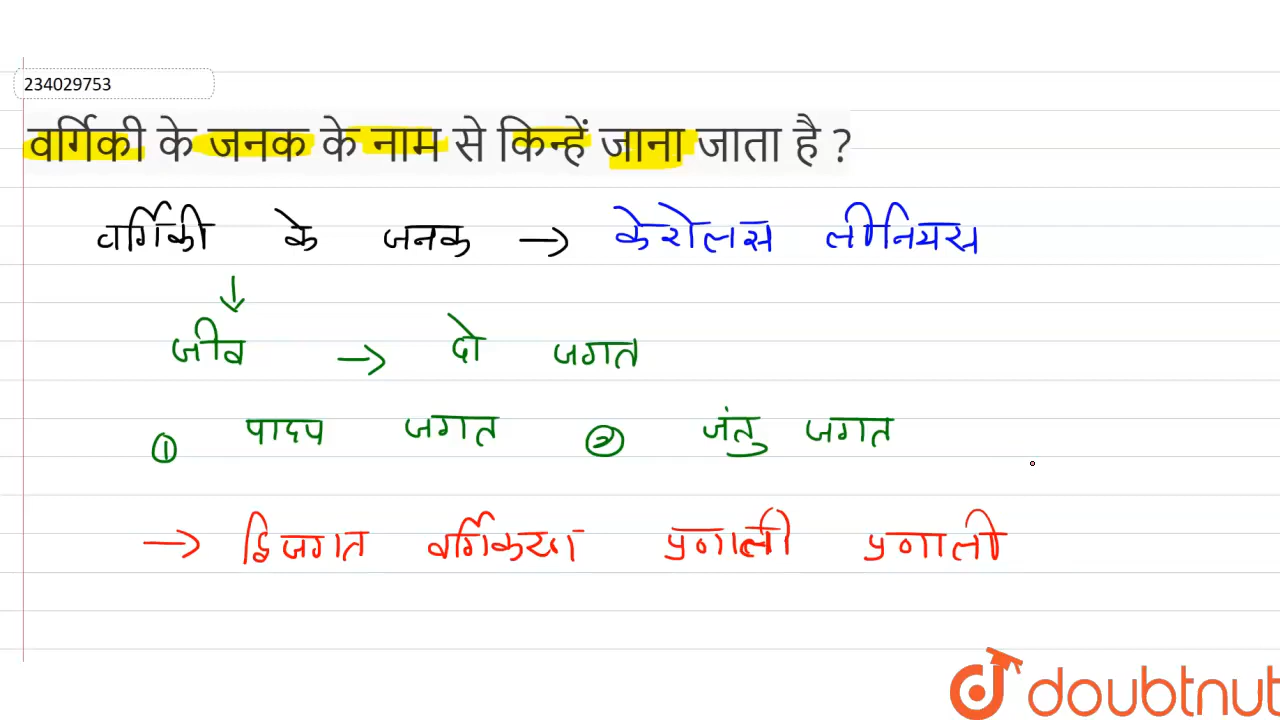 234029753
वर्गिकी के जनक के नाम से किन्हें जाना जाता है ?
वर्गिकी के जनक → केरोलस लीनियस
↓
जीव → दो जगत
① पादप जगत ② जंतु जगत
→ द्विजगत वर्गिकरण प्रणाली प्रणाली
doubtnut